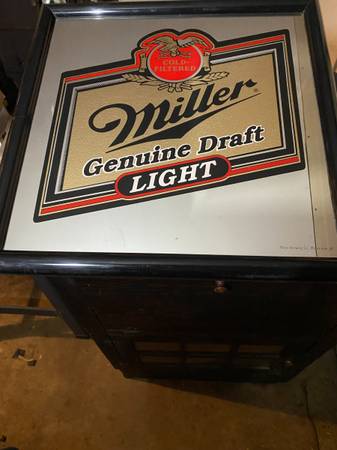 COLD-
FILTERED
Miller
Genuine Draft
LIGHT